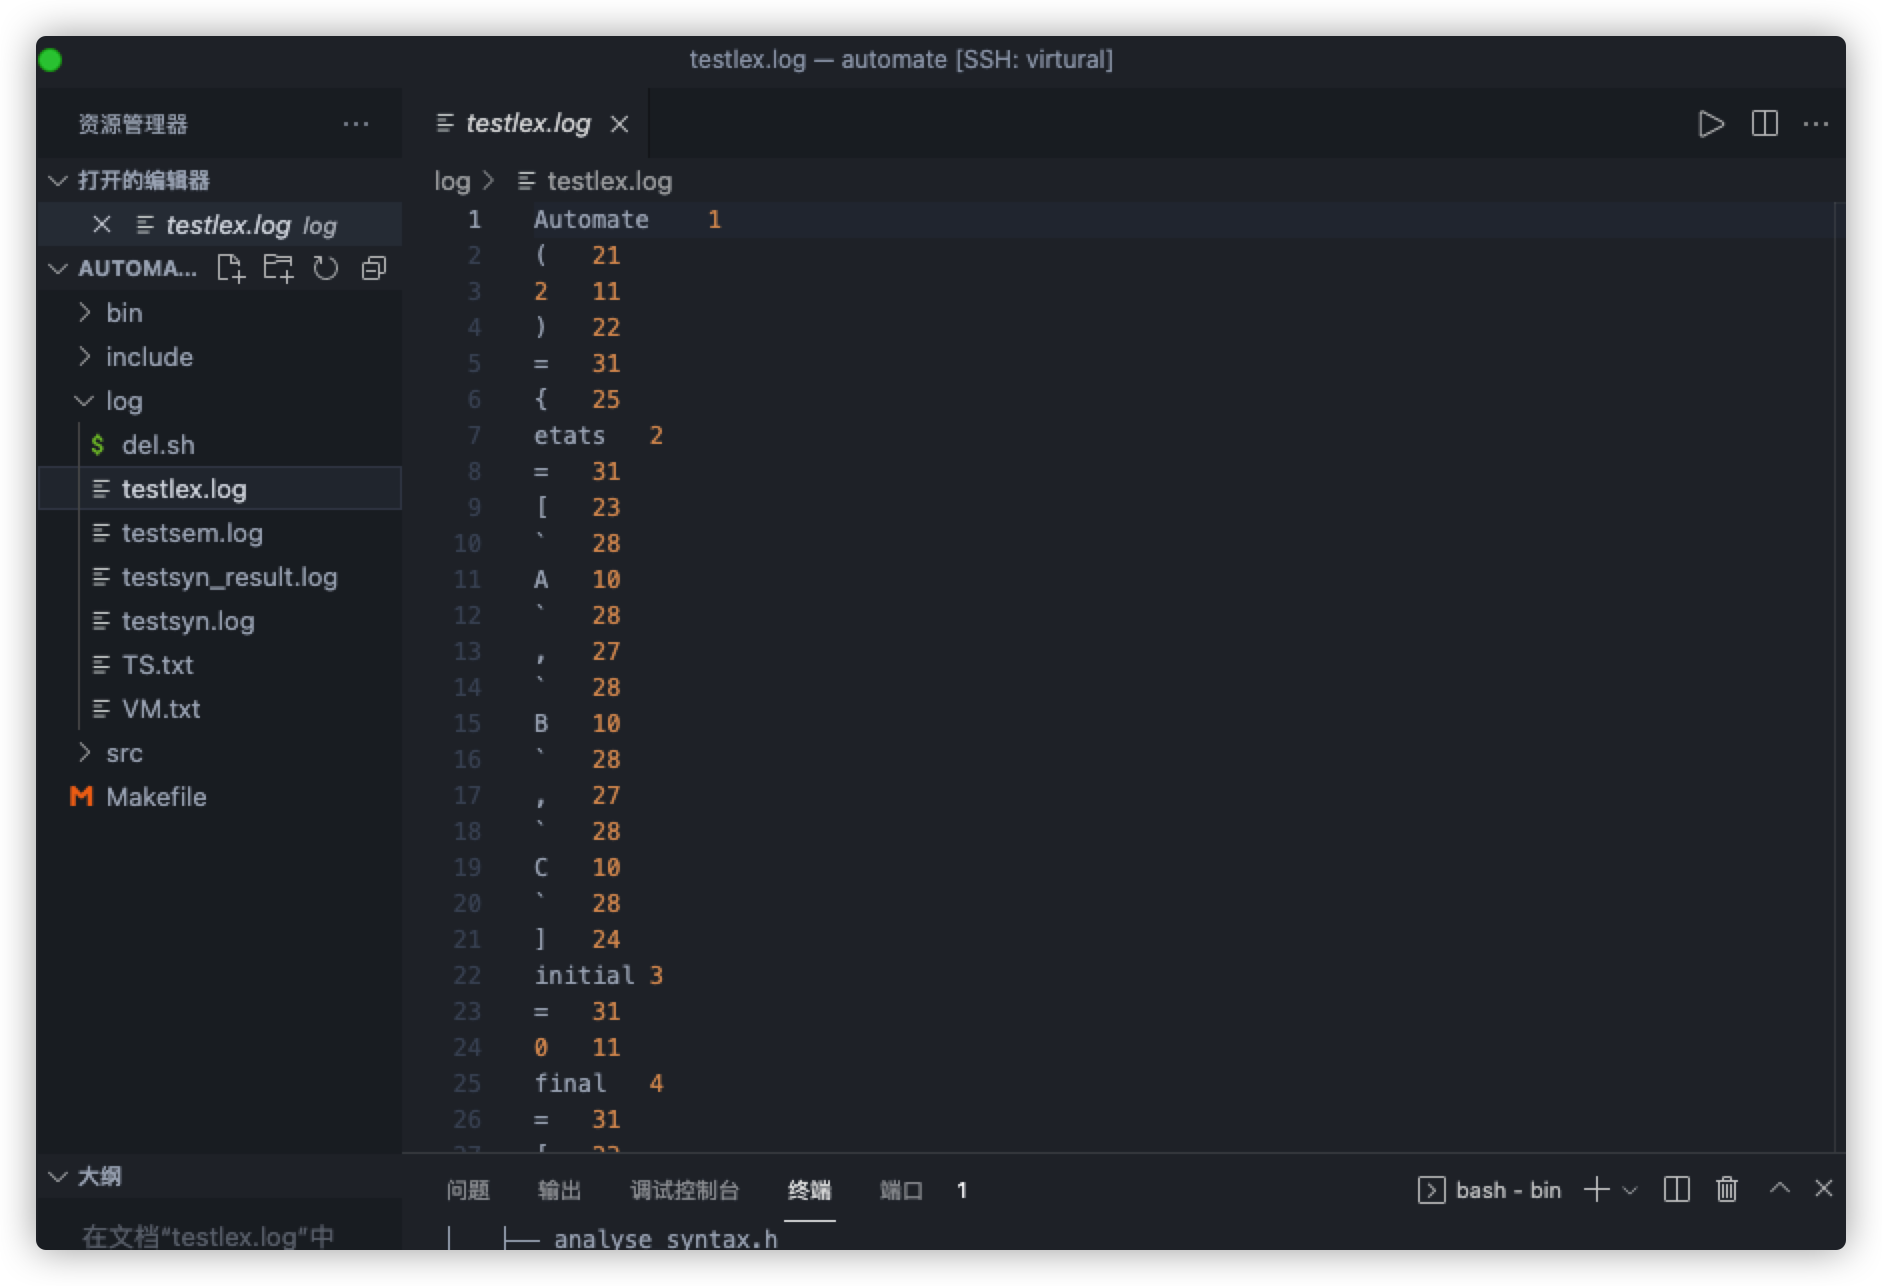 testlex.log — automate [SSH: virtural]
资源管理器
打开的编辑器
testlex.log log
AUTOMA...
bin
include
log
$ del.sh
testlex.log
testsem.log
testsyn_result.log
testsyn.log
TS.txt
VM.txt
src
M Makefile
大纲
在文档“testlex.log”中
testlex.log
log > testlex.log
1 Automate 1
2 ( 21
3 2 11
4 ) 22
5 = 31
6 { 25
7 etats 2
8 = 31
9 [ 23
10 ` 28
11 A 10
12 ` 28
13 , 27
14 ` 28
15 B 10
16 ` 28
17 , 27
18 ` 28
19 C 10
20 ` 28
21 ] 24
22 initial 3
23 = 31
24 0 11
25 final 4
26 = 31
27 [ 23
问题 输出 调试控制台 终端 端口 1 bash - bin
│ ├── analyse_syntax.h